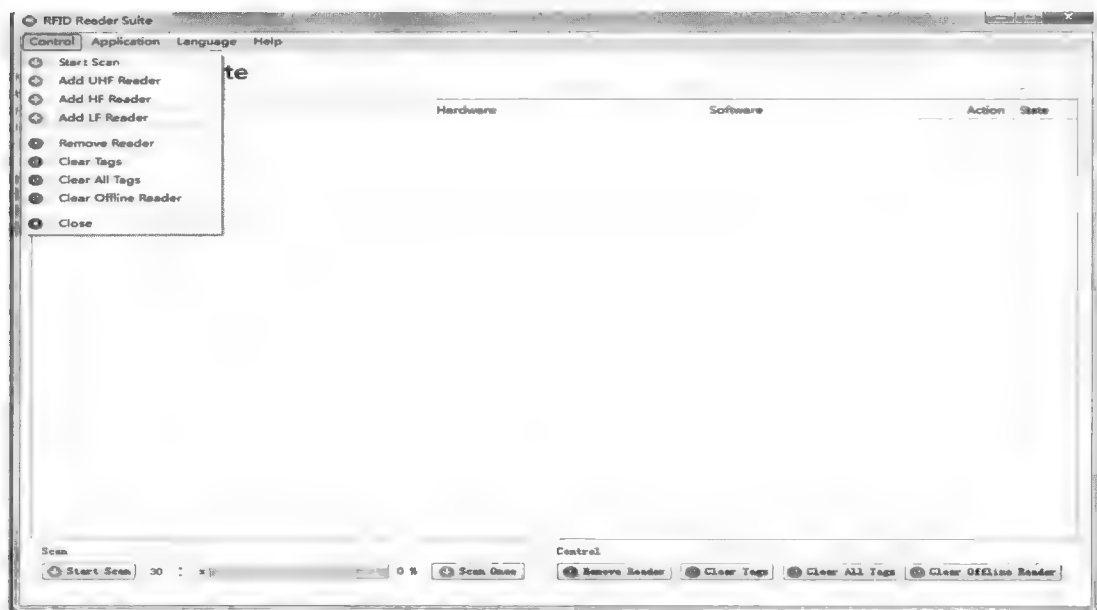 RFID Reader Suite
Control Application Language Help
Start Scan
Add UHF Reader
Add HF Reader
Add LF Reader
Remove Reader
Clear Tags
Clear All Tags
Clear Offline Reader
Close
te
Hardware Software Action State
Scan
Start Scan 30 0 % Scan Once
Control
Remove Reader Clear Tags Clear All Tags Clear Offline Reader